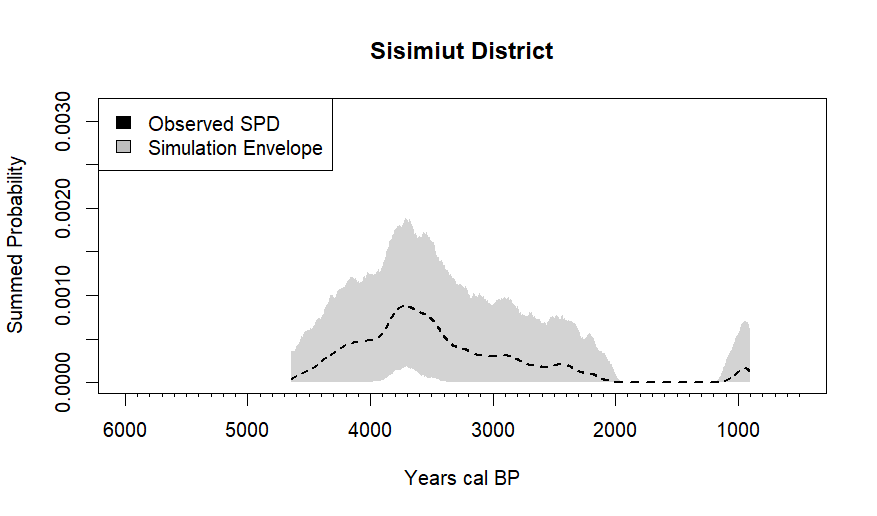 Sisimiut District
Observed SPD
Simulation Envelope
Summed Probability
0.0030
0.0020
0.0010
0.0000
6000 5000 4000 3000 2000 1000
Years cal BP